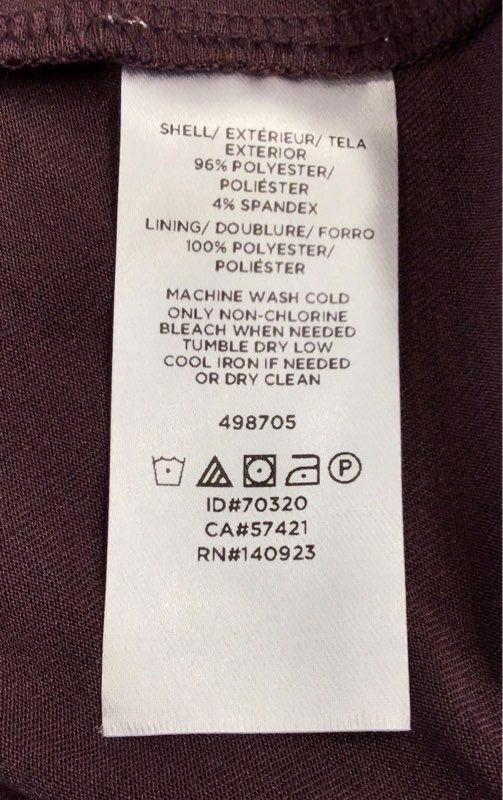 SHELL/ EXTÉRIEUR/ TELA
EXTERIOR
96% POLYESTER/
POLIÉSTER
4% SPANDEX
LINING/ DOUBLURE/ FORRO
100% POLYESTER/
POLIÉSTER
MACHINE WASH COLD
ONLY NON-CHLORINE
BLEACH WHEN NEEDED
TUMBLE DRY LOW
COOL IRON IF NEEDED
OR DRY CLEAN
498705
P
ID#70320
CA#57421
RN#140923